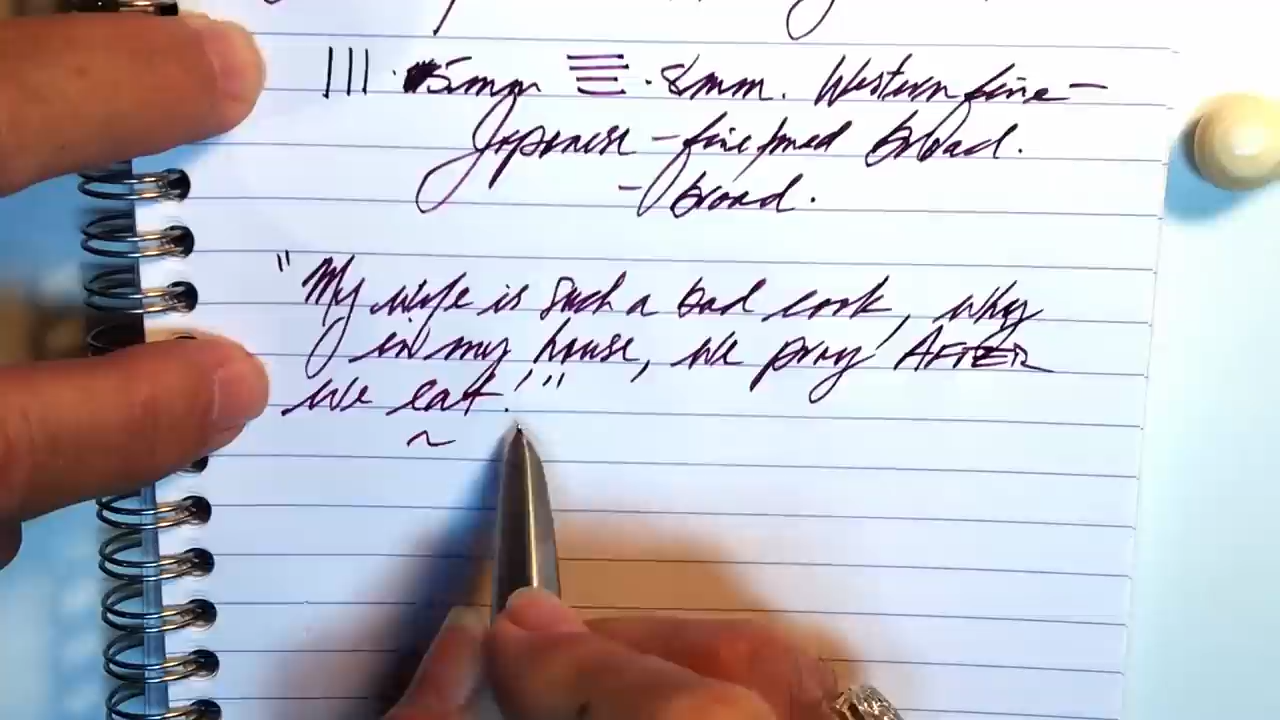 ||| .5mm ☰ .8mm. Western fine –
Japanese – fine/med broad.
– broad.
"My wife is such a bad cook, why
in my house, we pray AFTER
we eat!"
~